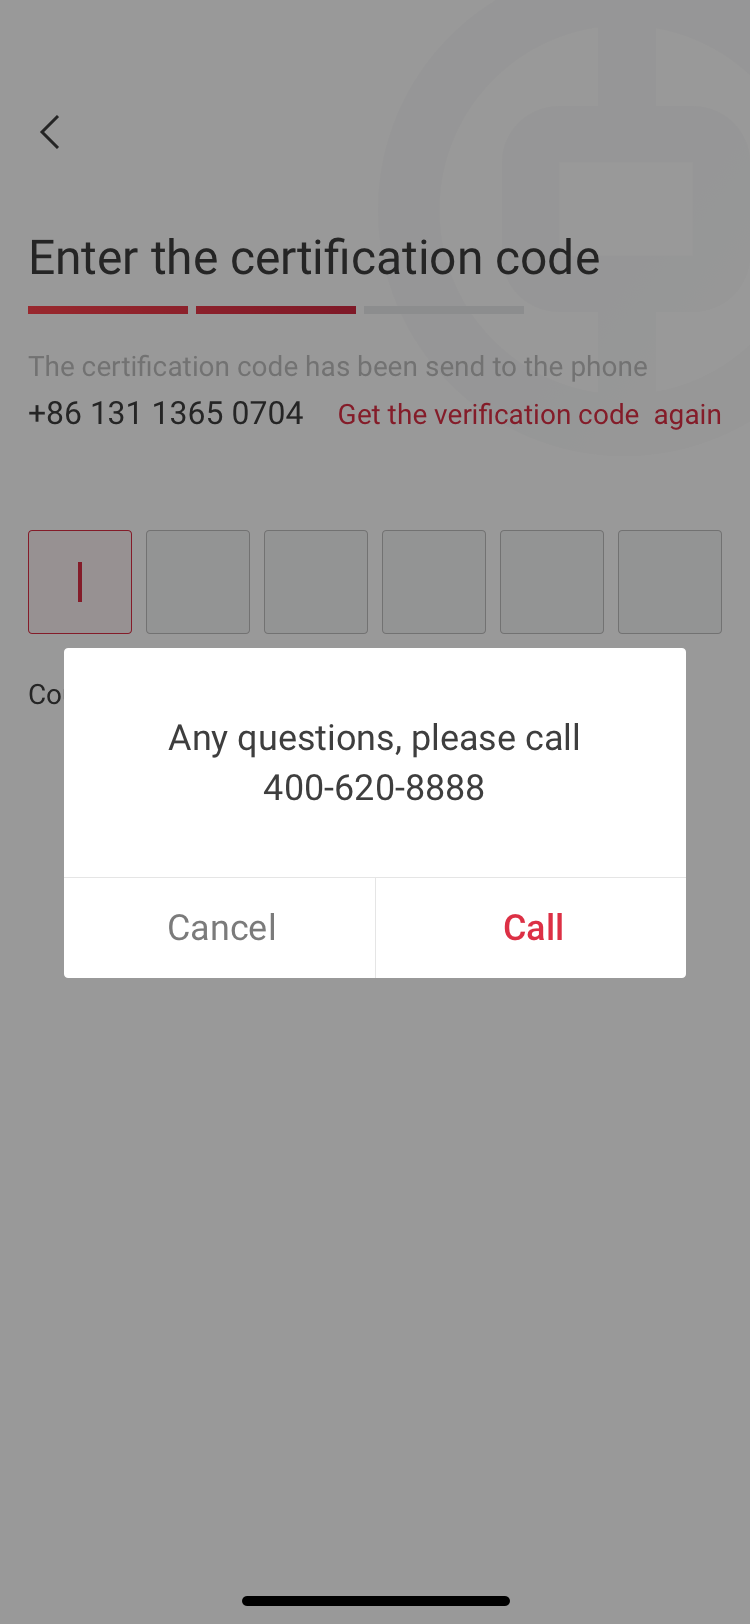 Enter the certification code
The certification code has been send to the phone
+86 131 1365 0704 Get the verification code again
Co
Any questions, please call
400-620-8888
Cancel Call